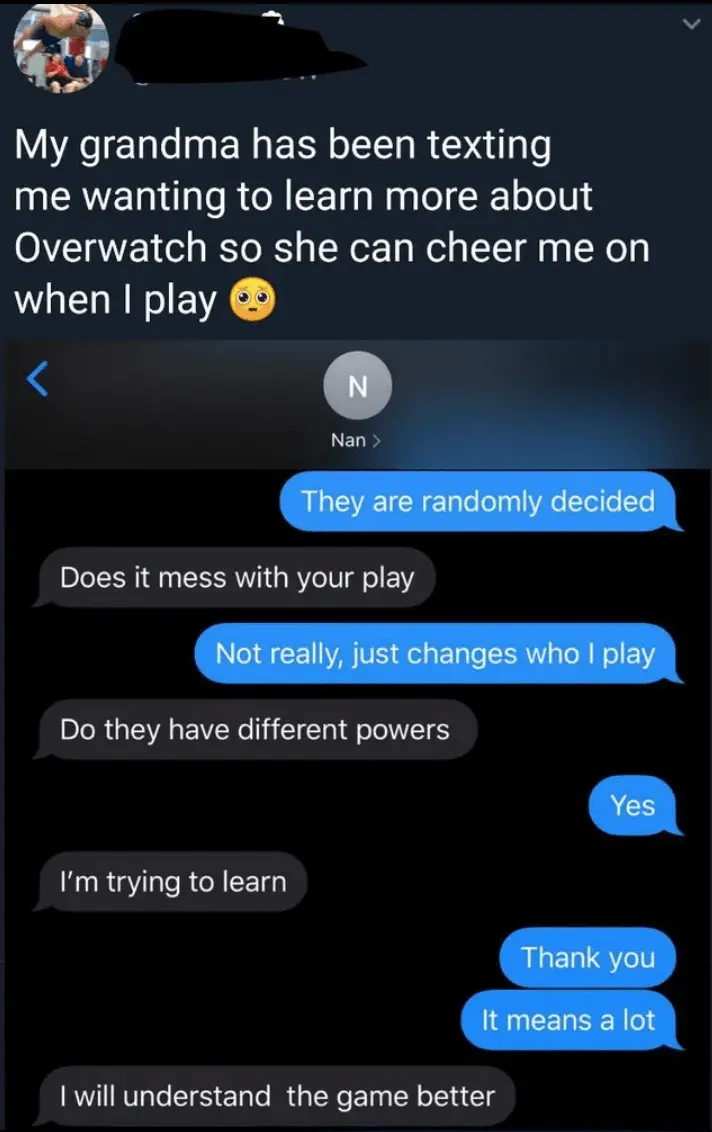 My grandma has been texting
me wanting to learn more about
Overwatch so she can cheer me on
when I play 🥺
N
Nan >
They are randomly decided
Does it mess with your play
Not really, just changes who I play
Do they have different powers
Yes
I'm trying to learn
Thank you
It means a lot
I will understand  the game better